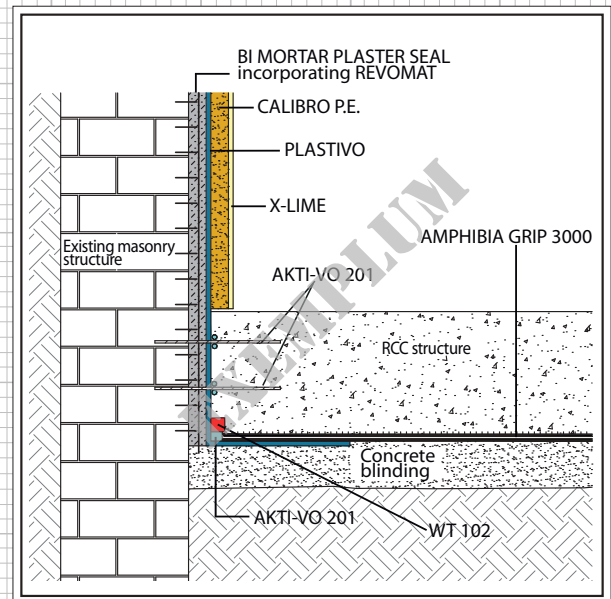 BI MORTAR PLASTER SEAL
incorporating REVOMAT
CALIBRO P.E.
PLASTIVO
X-LIME
AMPHIBIA GRIP 3000
Existing masonry
structure
AKTI-VO 201
RCC structure
EXEMPLUM
Concrete
blinding
AKTI-VO 201
WT 102